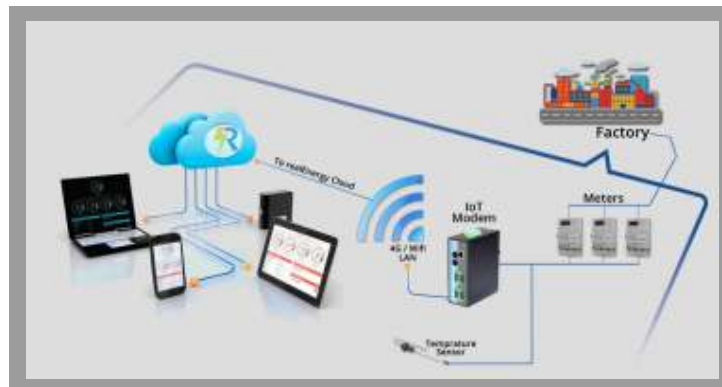 Factory
To realEnergy Cloud
Meters
IoT
Modem
4G / Wifi
LAN
Temprature
Sensor